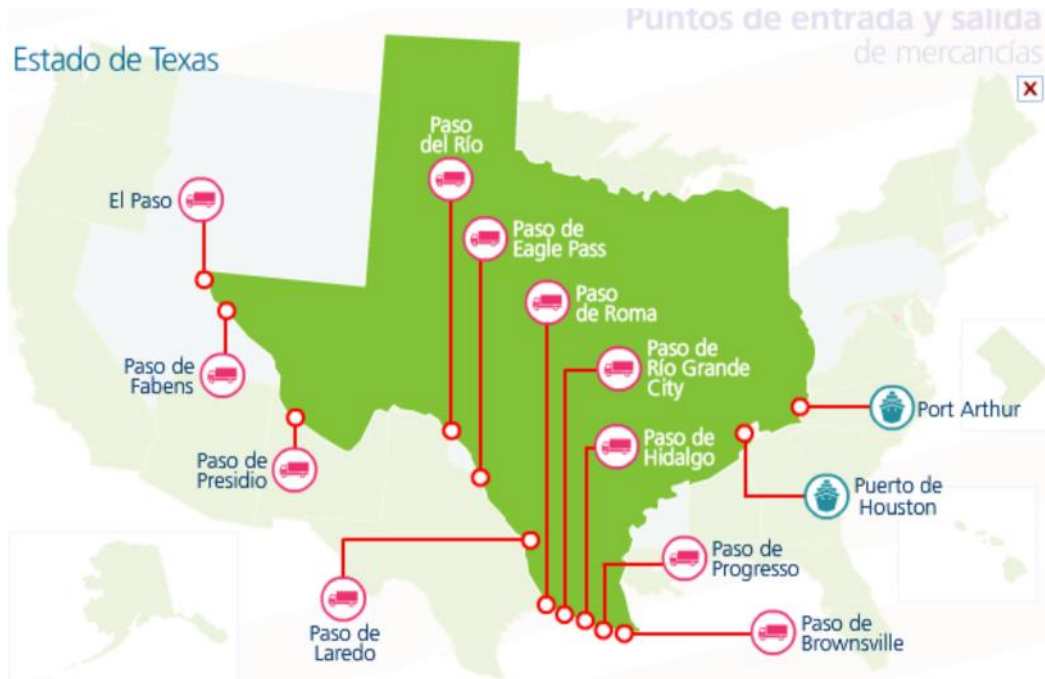 Puntos de entrada y salida
de mercancías
Estado de Texas
X
Paso
del Río
El Paso
Paso de
Eagle Pass
Paso
de Roma
Paso de
Río Grande
City
Paso de
Fabens
Port Arthur
Paso de
Hidalgo
Paso de
Presidio
Puerto de
Houston
Paso de
Progresso
Paso de
Laredo
Paso de
Brownsville